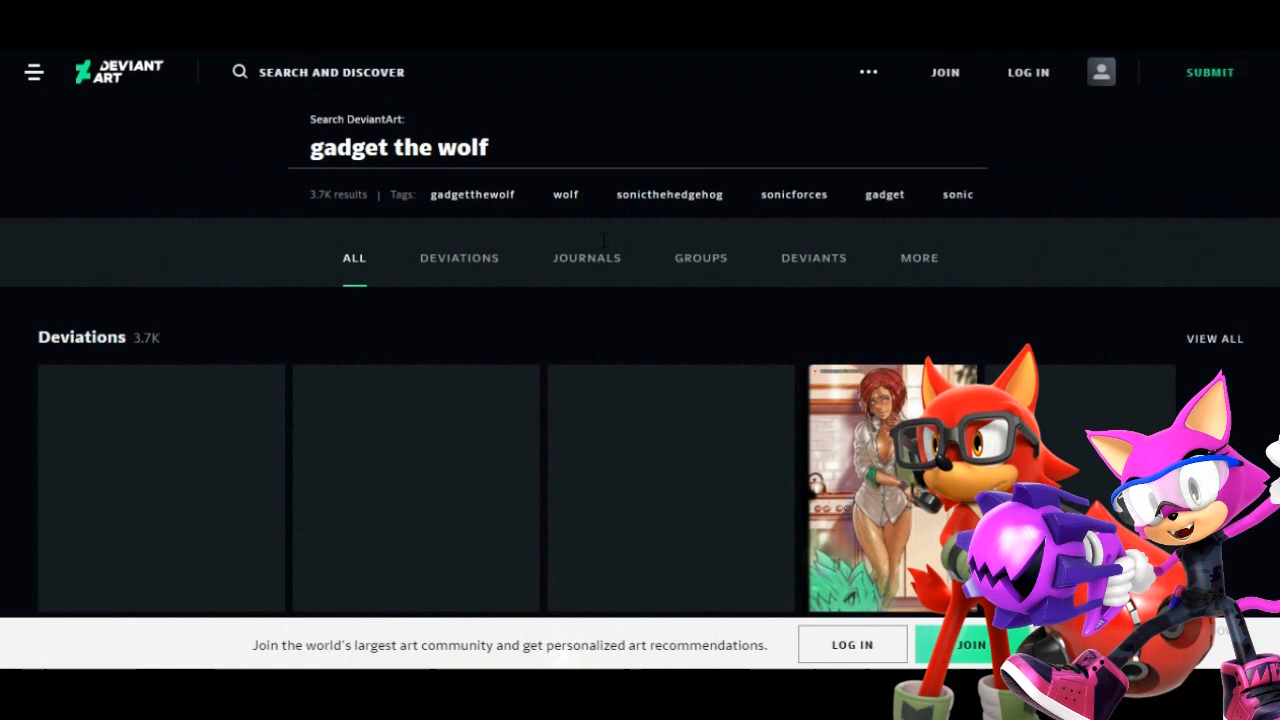 DEVIANT
ART
SEARCH AND DISCOVER
JOIN
LOG IN
SUBMIT
Search DeviantArt:
gadget the wolf
3.7K results | Tags: gadgetthewolf wolf sonicthehedgehog sonicforces gadget sonic
ALL
DEVIATIONS
JOURNALS
GROUPS
DEVIANTS
MORE
Deviations 3.7K
VIEW ALL
Join the world's largest art community and get personalized art recommendations.
LOG IN
JOIN